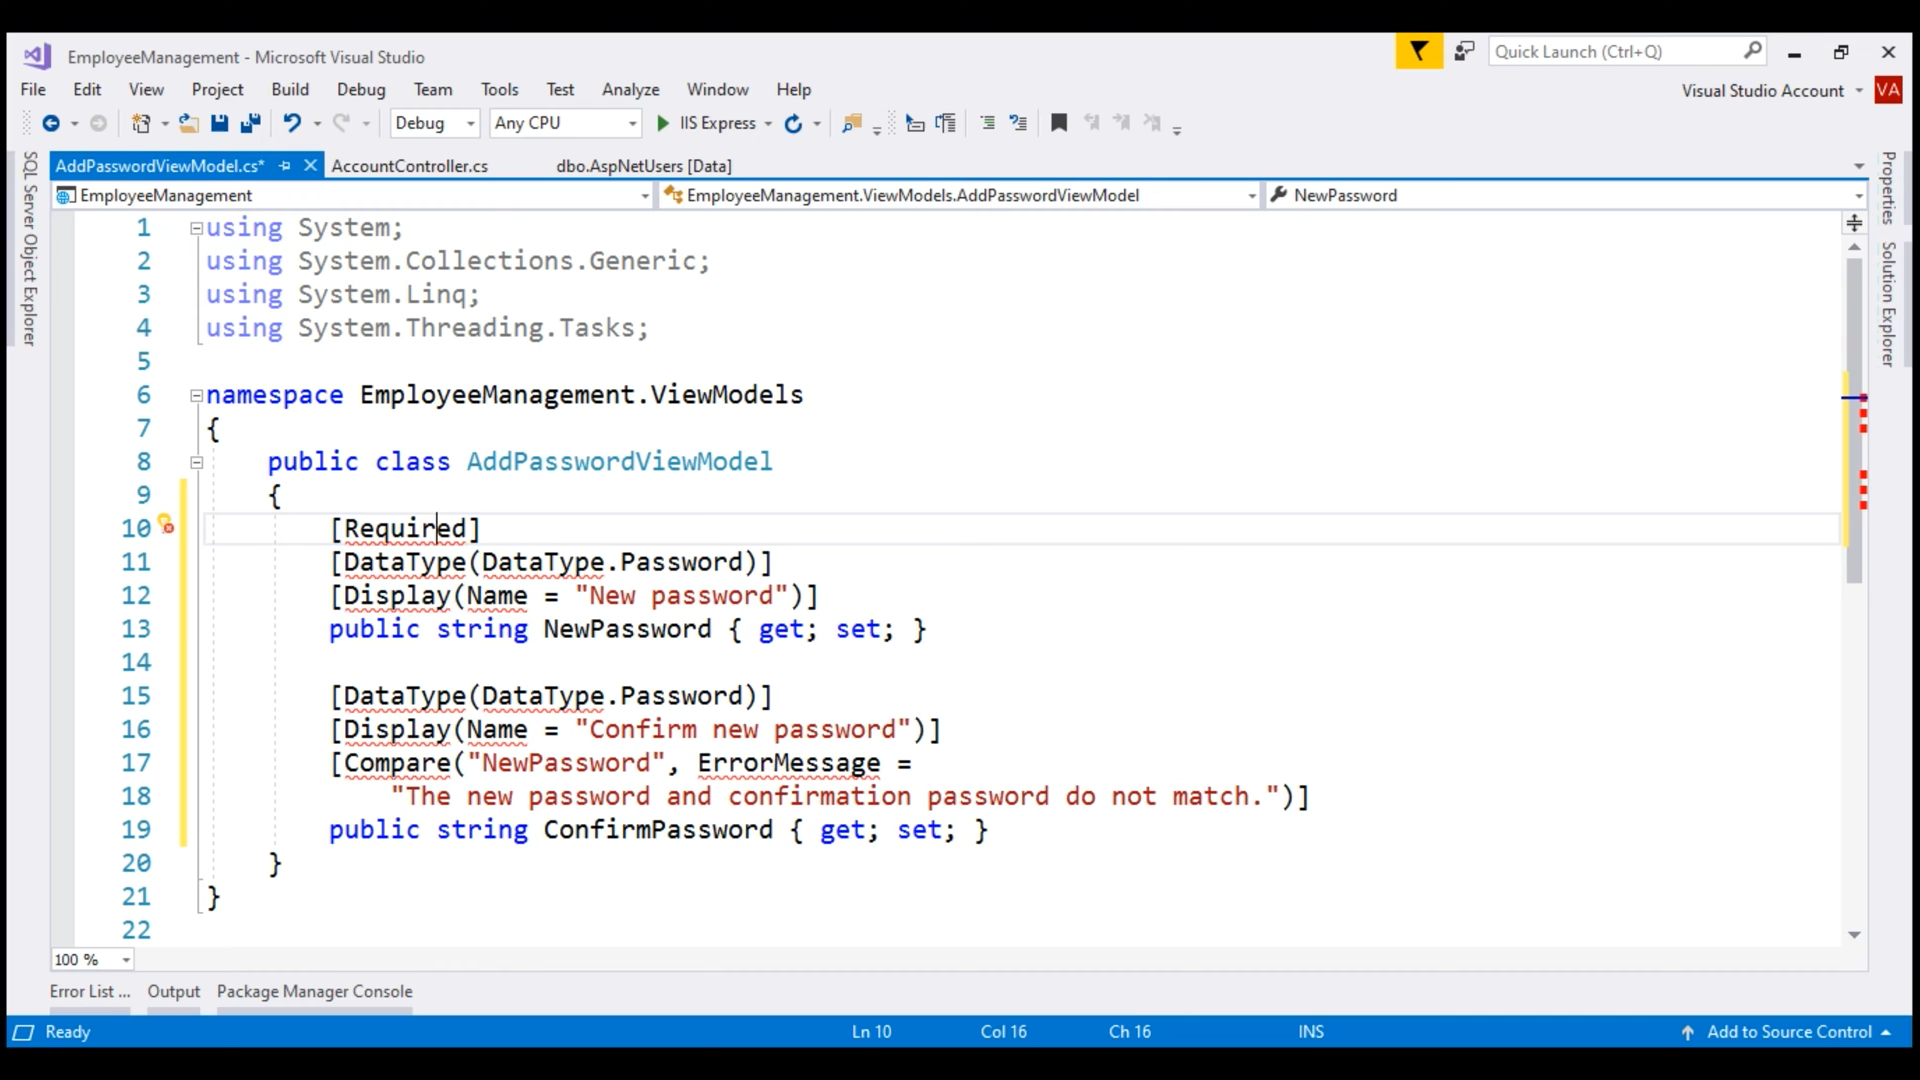 EmployeeManagement - Microsoft Visual Studio
Quick Launch (Ctrl+Q)
File Edit View Project Build Debug Team Tools Test Analyze Window Help
Visual Studio Account VA
Debug Any CPU IIS Express
AddPasswordViewModel.cs* AccountController.cs dbo.AspNetUsers [Data]
EmployeeManagement EmployeeManagement.ViewModels.AddPasswordViewModel NewPassword
SQL Server Object Explorer
Properties
Solution Explorer
1 using System;
2 using System.Collections.Generic;
3 using System.Linq;
4 using System.Threading.Tasks;
5
6 namespace EmployeeManagement.ViewModels
7 {
8 public class AddPasswordViewModel
9 {
10 [Required]
11 [DataType(DataType.Password)]
12 [Display(Name = "New password")]
13 public string NewPassword { get; set; }
14
15 [DataType(DataType.Password)]
16 [Display(Name = "Confirm new password")]
17 [Compare("NewPassword", ErrorMessage =
18 "The new password and confirmation password do not match.")]
19 public string ConfirmPassword { get; set; }
20 }
21 }
22
100 %
Error List ... Output Package Manager Console
Ready Ln 10 Col 16 Ch 16 INS Add to Source Control